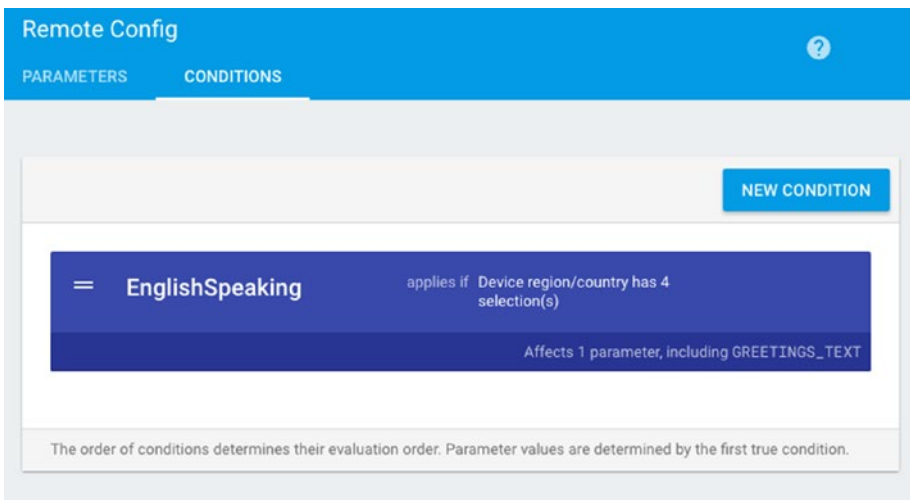 Remote Config
PARAMETERS CONDITIONS
NEW CONDITION
EnglishSpeaking
applies if Device region/country has 4
selection(s)
Affects 1 parameter, including GREETINGS_TEXT
The order of conditions determines their evaluation order. Parameter values are determined by the first true condition.